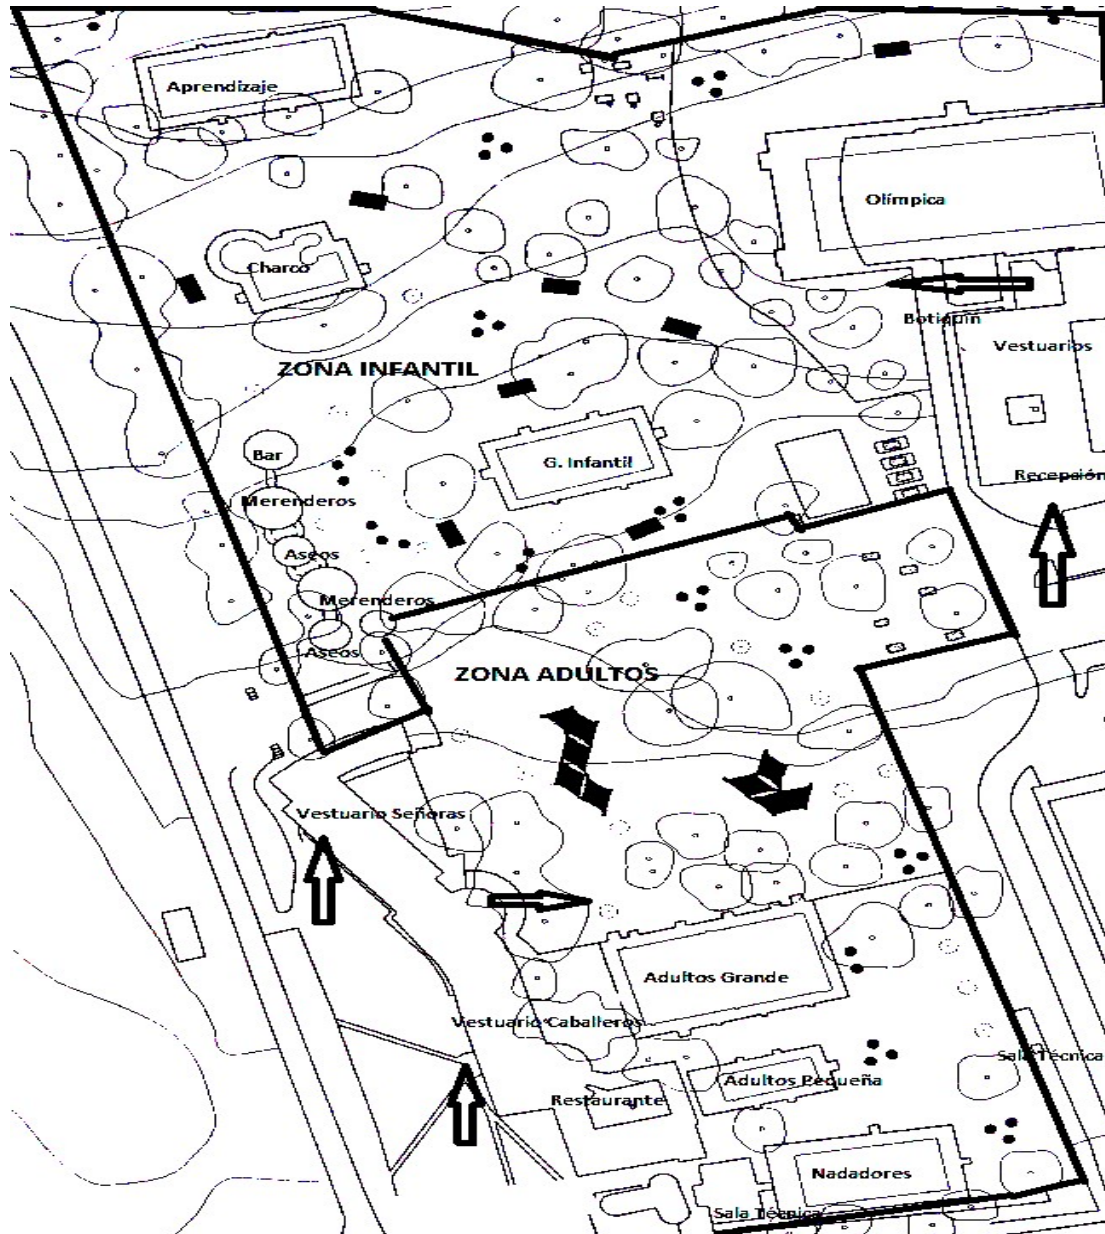 Aprendizaje
Olímpica
Charco
Botiquín
Vestuarios
ZONA INFANTIL
Bar
G. Infantil
Recepción
Merenderos
Aseos
Merenderos
Aseos
ZONA ADULTOS
Vestuario Señoras
Adultos Grande
Vestuario Caballeros
Sala Técnica
Adultos Pequeña
Restaurante
Nadadores
Sala Técnica